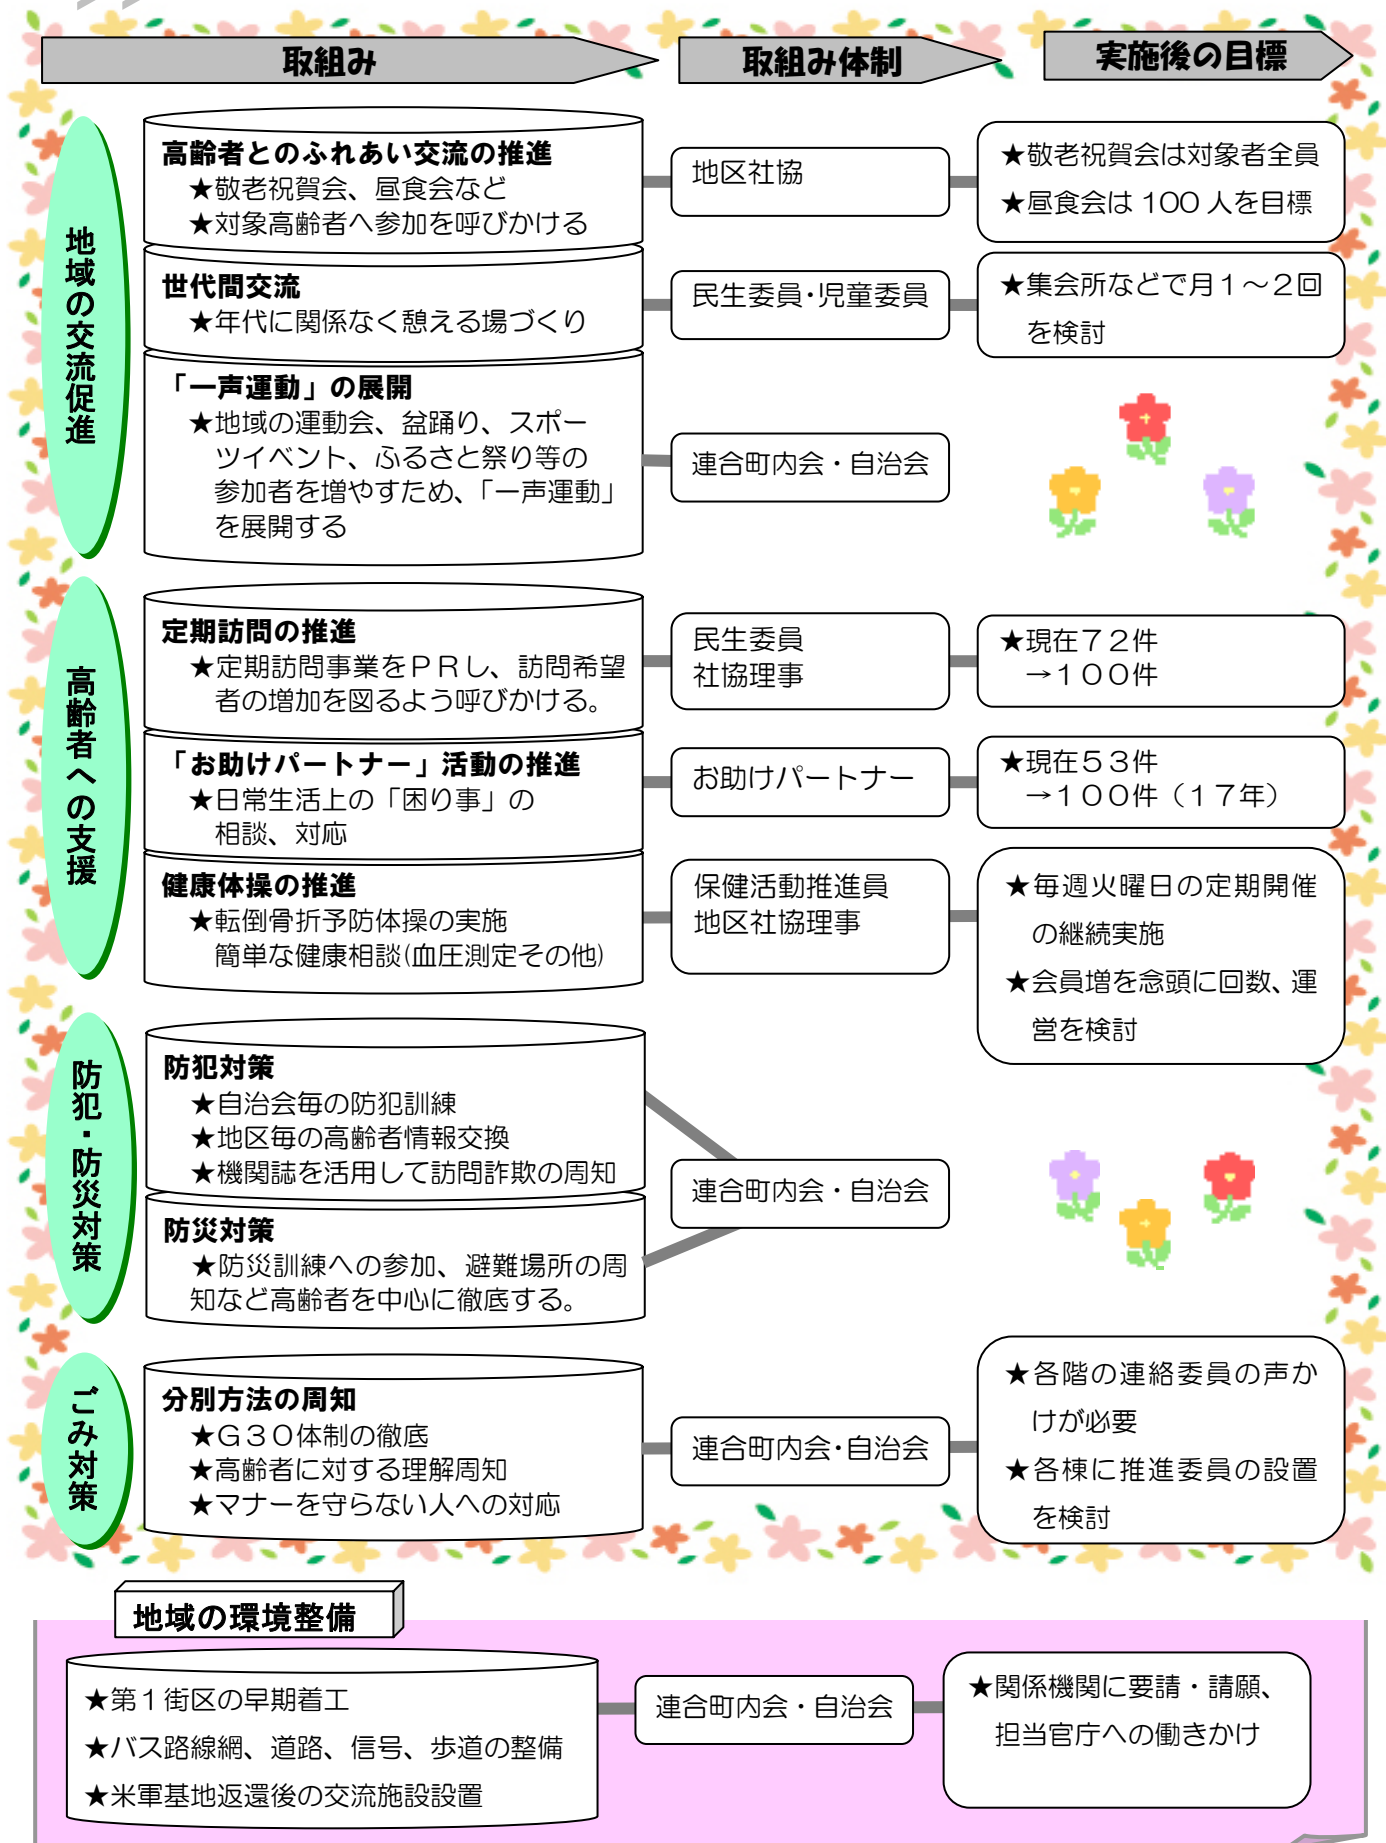 取組み
取組み体制
実施後の目標
地域の交流促進
高齢者とのふれあい交流の推進
★敬老祝賀会、昼食会など
★対象高齢者へ参加を呼びかける
地区社協
★敬老祝賀会は対象者全員
★昼食会は 100 人を目標
世代間交流
★年代に関係なく憩える場づくり
民生委員・児童委員
★集会所などで月１～２回
を検討
「一声運動」の展開
★地域の運動会、盆踊り、スポー
ツイベント、ふるさと祭り等の
参加者を増やすため、「一声運動」
を展開する
連合町内会・自治会
高齢者への支援
定期訪問の推進
★定期訪問事業をＰＲし、訪問希望
者の増加を図るよう呼びかける。
民生委員
社協理事
★現在７２件
→１００件
「お助けパートナー」活動の推進
★日常生活上の「困り事」の
相談、対応
お助けパートナー
★現在５３件
→１００件（１７年）
健康体操の推進
★転倒骨折予防体操の実施
簡単な健康相談(血圧測定その他)
保健活動推進員
地区社協理事
★毎週火曜日の定期開催
の継続実施
★会員増を念頭に回数、運
営を検討
防犯・防災対策
防犯対策
★自治会毎の防犯訓練
★地区毎の高齢者情報交換
★機関誌を活用して訪問詐欺の周知
連合町内会・自治会
防災対策
★防災訓練への参加、避難場所の周
知など高齢者を中心に徹底する。
ごみ対策
分別方法の周知
★Ｇ３０体制の徹底
★高齢者に対する理解周知
★マナーを守らない人への対応
連合町内会・自治会
★各階の連絡委員の声か
けが必要
★各棟に推進委員の設置
を検討
地域の環境整備
★第１街区の早期着工
★バス路線網、道路、信号、歩道の整備
★米軍基地返還後の交流施設設置
連合町内会・自治会
★関係機関に要請・請願、
担当官庁への働きかけ